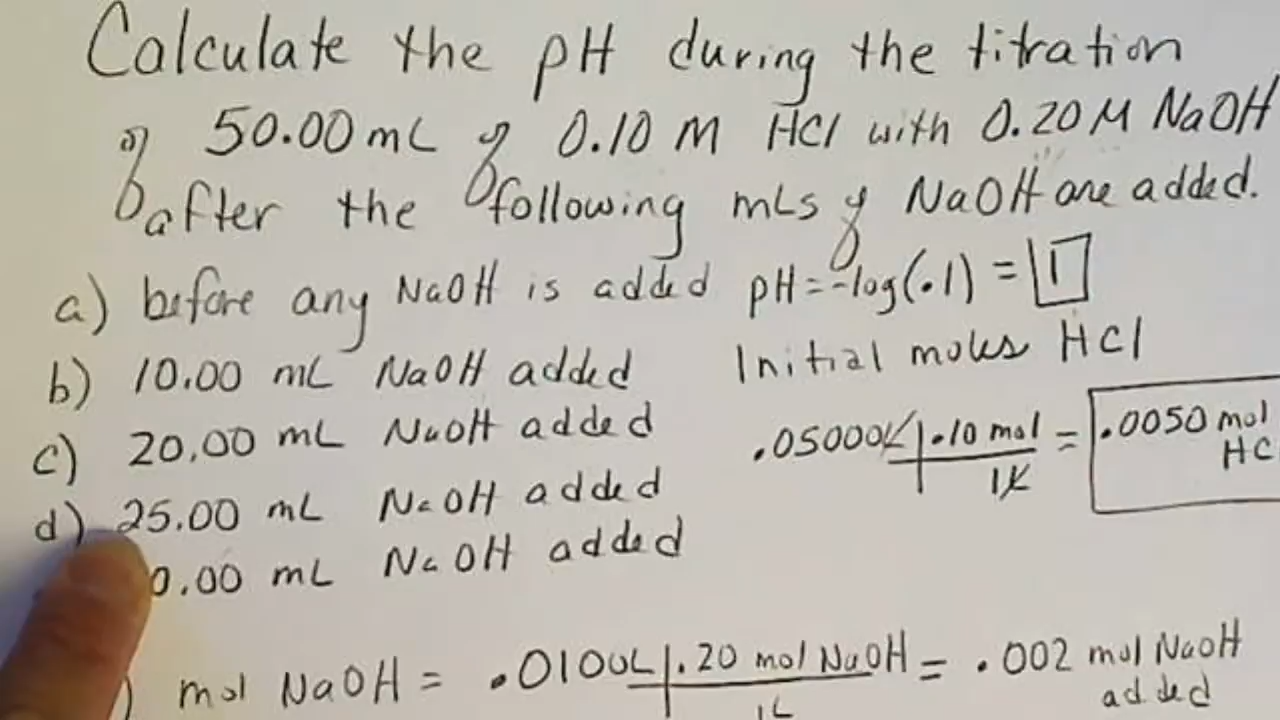 Calculate the pH during the titration
of 50.00 mL of 0.10 M HCl with 0.20 M NaOH
after the following mLs of NaOH are added.
a) before any NaOH is added pH = -log(.1) = 1
Initial moles HCl
b) 10.00 mL NaOH added
c) 20.00 mL NaOH added
.05000L | .10 mol = .0050 mol
1L
HC
d) 25.00 mL NaOH added
0.00 mL NaOH added
) mol NaOH = .0100L | .20 mol NaOH = .002 mol NaOH
1L
added